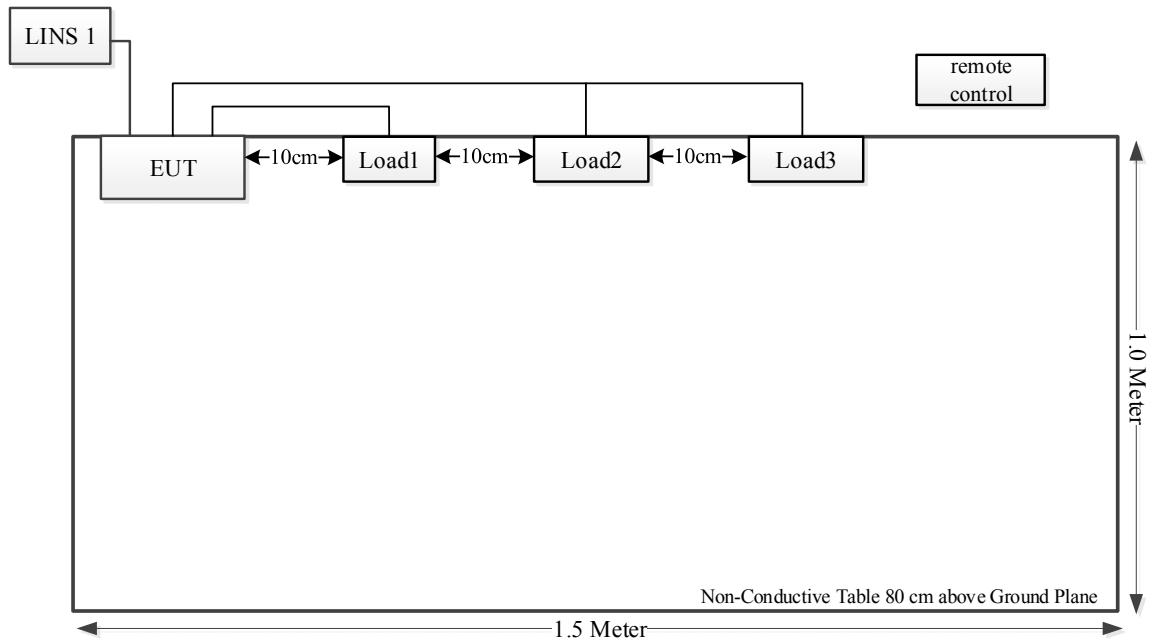 LINS 1
remote
control
EUT
10cm
Load1
10cm
Load2
10cm
Load3
1.0 Meter
Non-Conductive Table 80 cm above Ground Plane
1.5 Meter